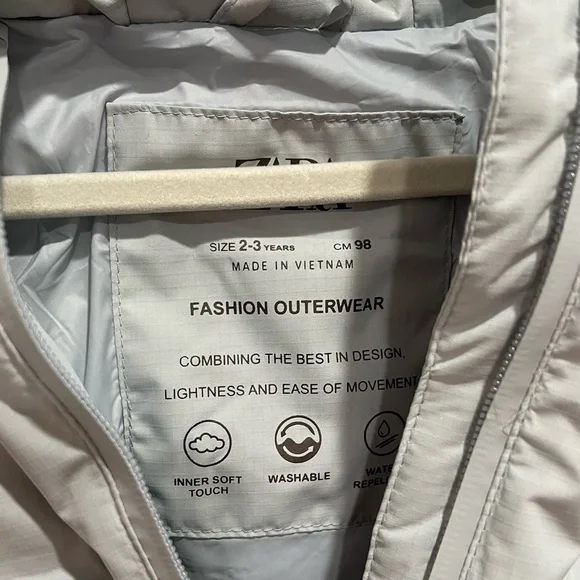 ZARA
SIZE 2-3 YEARS CM 98
MADE IN VIETNAM
FASHION OUTERWEAR
COMBINING THE BEST IN DESIGN,
LIGHTNESS AND EASE OF MOVEMENT
INNER SOFT
TOUCH
WASHABLE